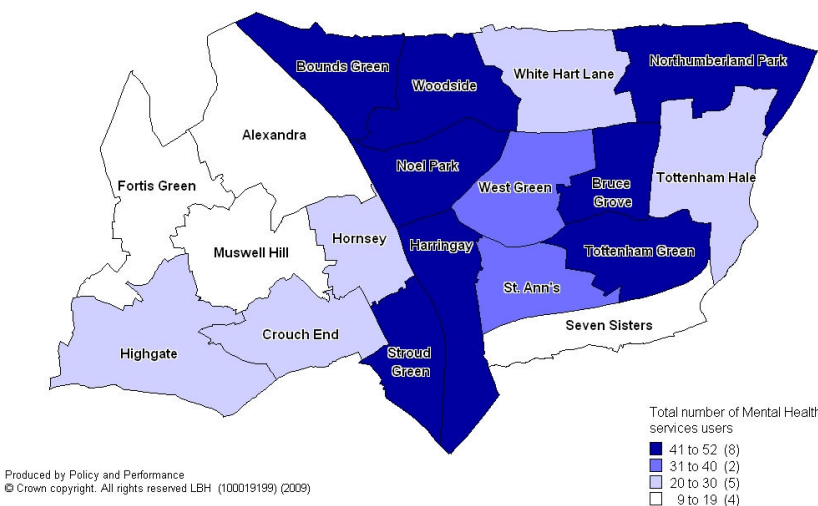 Bounds Green
Woodside
White Hart Lane
Northumberland Park
Alexandra
Noel Park
Fortis Green
West Green
Bruce
Grove
Tottenham Hale
Muswell Hill
Hornsey
Harringay
Tottenham Green
St. Ann's
Seven Sisters
Highgate
Crouch End
Stroud
Green
Total number of Mental Health
services users
41 to 52 (8)
31 to 40 (2)
20 to 30 (5)
9 to 19 (4)
Produced by Policy and Performance
© Crown copyright. All rights reserved LBH (100019199) (2009)